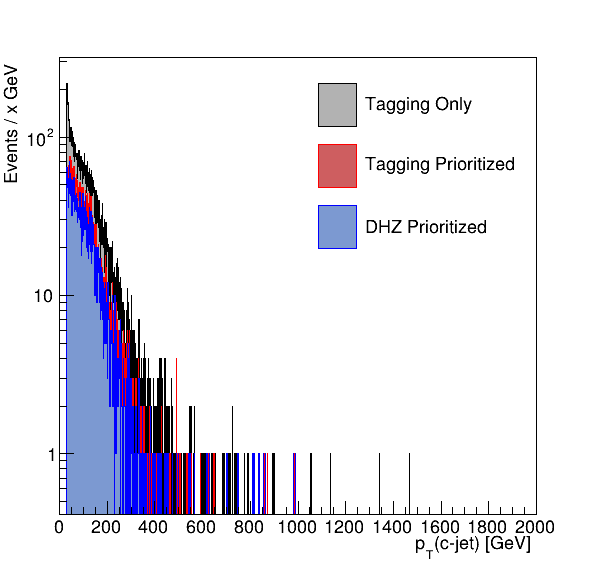 Events / x GeV
10²
10
1
Tagging Only
Tagging Prioritized
DHZ Prioritized
0 200 400 600 800 1000 1200 1400 1600 1800 2000
p_T(c-jet) [GeV]